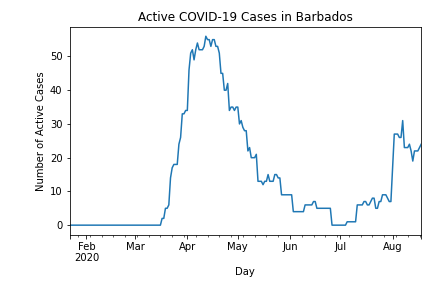 Active COVID-19 Cases in Barbados
Number of Active Cases
50
40
30
20
10
0
Feb Mar Apr May Jun Jul Aug
2020
Day